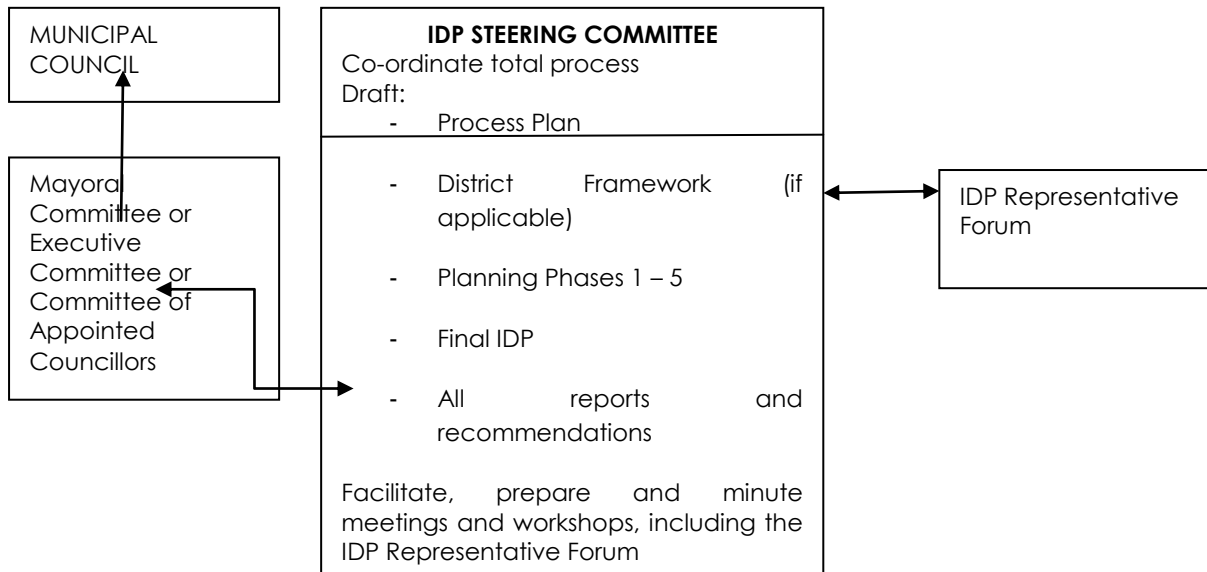 MUNICIPAL
COUNCIL
Mayoral
Committee or
Executive
Committee or
Committee of
Appointed
Councillors
IDP STEERING COMMITTEE
Co-ordinate total process
Draft:
- Process Plan
- District Framework (if
applicable)
- Planning Phases 1 – 5
- Final IDP
- All reports and
recommendations
Facilitate, prepare and minute
meetings and workshops, including the
IDP Representative Forum
IDP Representative
Forum